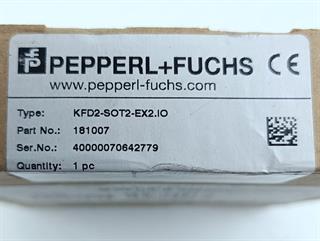 PEPPERL+FUCHS CE
www.pepperl-fuchs.com
Type: KFD2-SOT2-EX2.IO
Part No.: 181007
Ser.No.: 40000070642779
Quantity: 1 pc